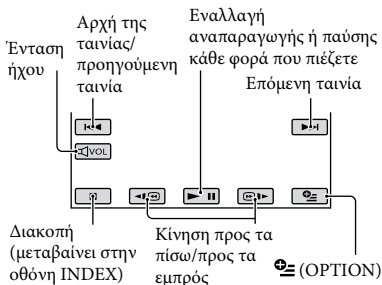 Ένταση
ήχου
Αρχή της
ταινίας/
προηγούμενη
ταινία
Εναλλαγή
αναπαραγωγής ή παύσης
κάθε φορά που πιέζετε
Επόμενη ταινία
VOL
Διακοπή
(μεταβαίνει στην
οθόνη INDEX)
Κίνηση προς τα
πίσω/προς τα
εμπρός
(OPTION)